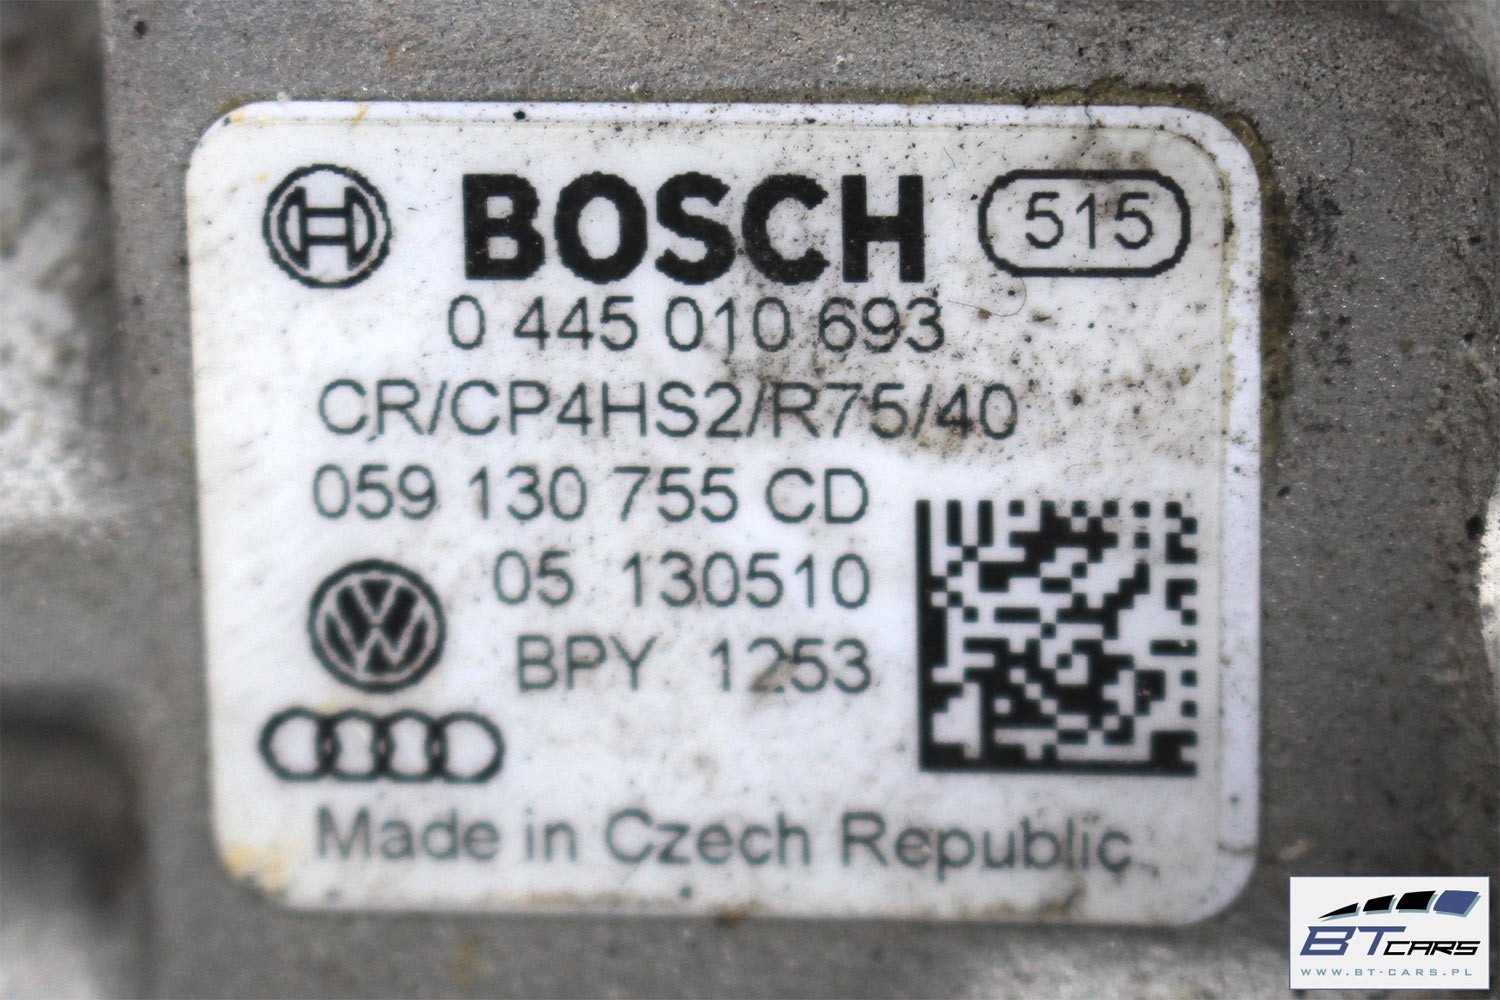 BOSCH 515
0 445 010 693
CR/CP4HS2/R75/40
059 130 755 CD
05 130510
BPY 1253
Made in Czech Republic
BT CARS
WWW.BT-CARS.PL